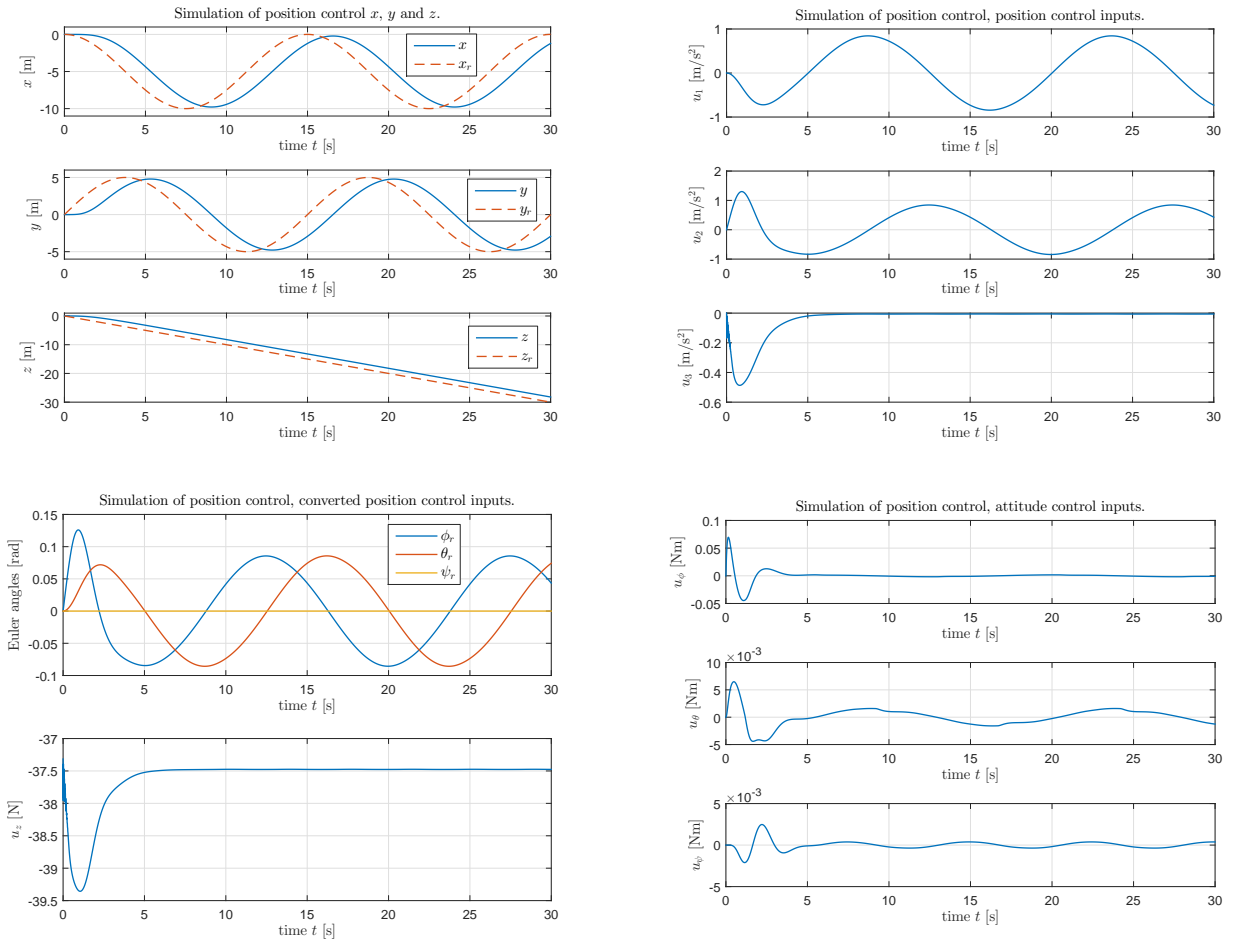 Simulation of position control x, y and z.
0
-5
-10
x [m]
x
x_r
0 5 10 15 20 25 30
time t [s]
5
0
-5
y [m]
y
y_r
0 5 10 15 20 25 30
time t [s]
0
-10
-20
-30
z [m]
z
z_r
0 5 10 15 20 25 30
time t [s]
Simulation of position control, position control inputs.
1
0
-1
u_1 [m/s²]
0 5 10 15 20 25 30
time t [s]
2
1
0
-1
u_2 [m/s²]
0 5 10 15 20 25 30
time t [s]
0
-0.2
-0.4
-0.6
u_3 [m/s²]
0 5 10 15 20 25 30
time t [s]
Simulation of position control, converted position control inputs.
0.15
0.1
0.05
0
-0.05
-0.1
Euler angles [rad]
ϕ_r
θ_r
ψ_r
0 5 10 15 20 25 30
time t [s]
-37
-37.5
-38
-38.5
-39
-39.5
u_z [N]
0 5 10 15 20 25 30
time t [s]
Simulation of position control, attitude control inputs.
0.1
0.05
0
-0.05
u_ϕ [Nm]
0 5 10 15 20 25 30
time t [s]
×10⁻³
10
5
0
-5
u_θ [Nm]
0 5 10 15 20 25 30
time t [s]
×10⁻³
5
0
-5
u_ψ [Nm]
0 5 10 15 20 25 30
time t [s]